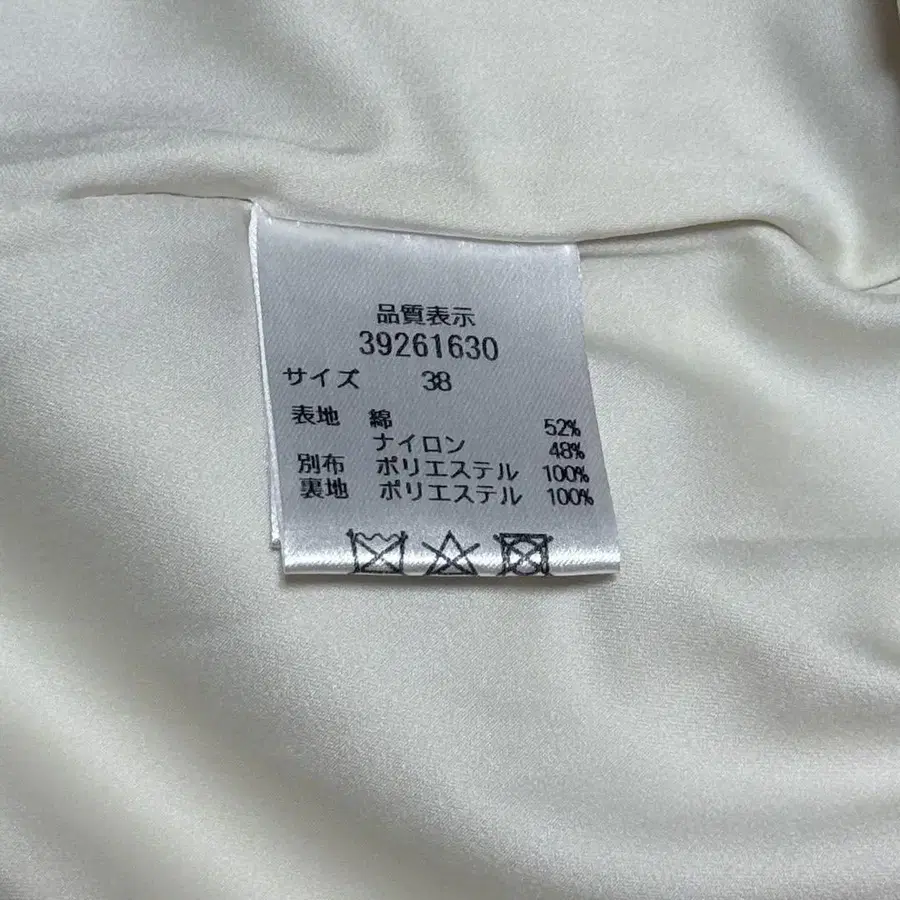 品質表示
39261630
サイズ 38
表地 綿 52%
ナイロン 48%
別布 ポリエステル 100%
裏地 ポリエステル 100%